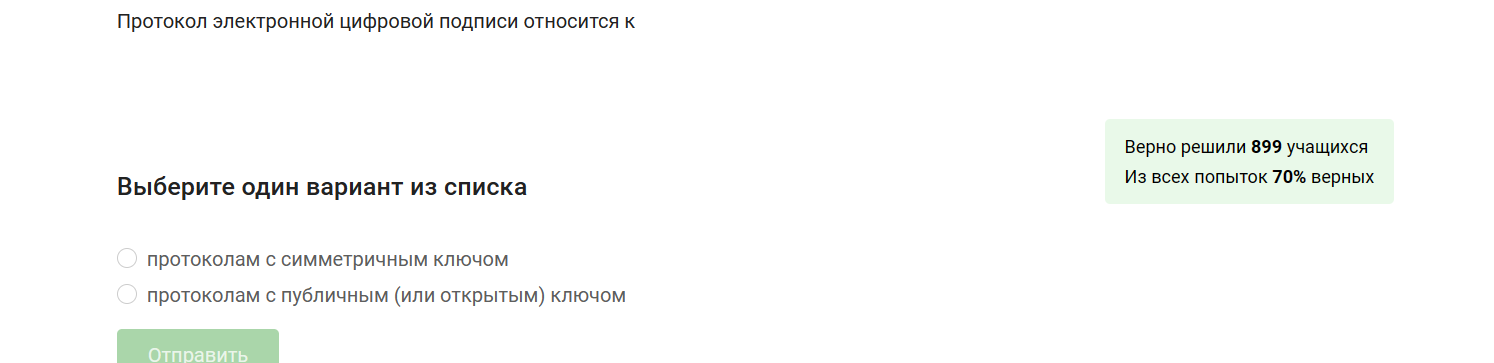 Протокол электронной цифровой подписи относится к
Верно решили 899 учащихся
Из всех попыток 70% верных
Выберите один вариант из списка
протоколам с симметричным ключом
протоколам с публичным (или открытым) ключом
Отправить